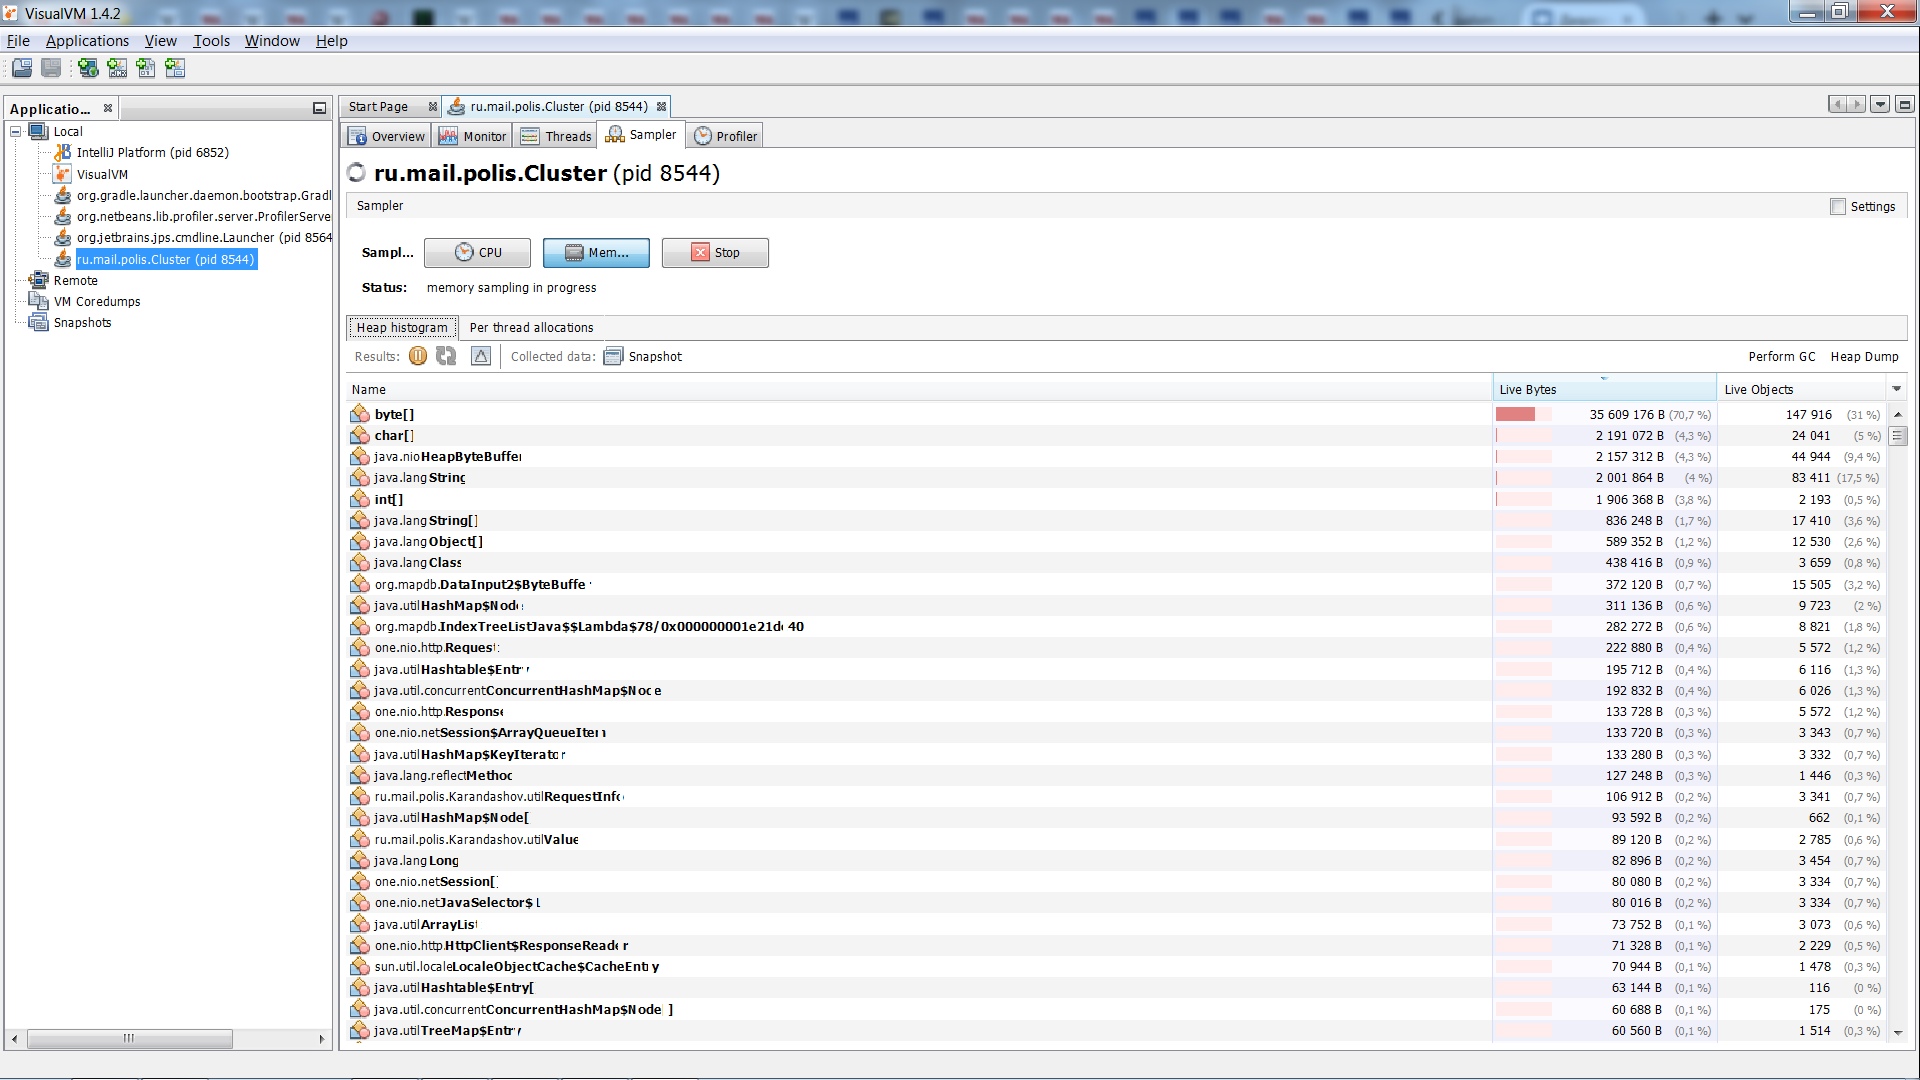 VisualVM 1.4.2
File Applications View Tools Window Help
Applicatio...
Start Page
ru.mail.polis.Cluster (pid 8544)
Local
IntelliJ Platform (pid 6852)
VisualVM
org.gradle.launcher.daemon.bootstrap.Gradl
org.netbeans.lib.profiler.server.ProfilerServe
org.jetbrains.jps.cmdline.Launcher (pid 8564
ru.mail.polis.Cluster (pid 8544)
Remote
VM Coredumps
Snapshots
Overview Monitor Threads Sampler Profiler
ru.mail.polis.Cluster (pid 8544)
Sampler
Settings
Sampl... CPU Mem... Stop
Status: memory sampling in progress
Heap histogram Per thread allocations
Results: Collected data: Snapshot Perform GC Heap Dump
Name Live Bytes Live Objects
byte[] 35 609 176 B (70,7 %) 147 916 (31 %)
char[] 2 191 072 B (4,3 %) 24 041 (5 %)
java.nio HeapByteBuffer 2 157 312 B (4,3 %) 44 944 (9,4 %)
java.lang String 2 001 864 B (4 %) 83 411 (17,5 %)
int[] 1 906 368 B (3,8 %) 2 193 (0,5 %)
java.lang String[] 836 248 B (1,7 %) 17 410 (3,6 %)
java.lang Object[] 589 352 B (1,2 %) 12 530 (2,6 %)
java.lang Class 438 416 B (0,9 %) 3 659 (0,8 %)
org.mapdb.DataInput2$ByteBuffe 372 120 B (0,7 %) 15 505 (3,2 %)
java.util HashMap$Node 311 136 B (0,6 %) 9 723 (2 %)
org.mapdb.IndexTreeListJava$$Lambda$78/0x000000001e21dc40 282 272 B (0,6 %) 8 821 (1,8 %)
one.nio.http.Request 222 880 B (0,4 %) 5 572 (1,2 %)
java.util Hashtable$Entry 195 712 B (0,4 %) 6 116 (1,3 %)
java.util.concurrent ConcurrentHashMap$Node 192 832 B (0,4 %) 6 026 (1,3 %)
one.nio.http.Response 133 728 B (0,3 %) 5 572 (1,2 %)
one.nio.net Session$ArrayQueueItem 133 720 B (0,3 %) 3 343 (0,7 %)
java.util HashMap$KeyIterator 133 280 B (0,3 %) 3 332 (0,7 %)
java.lang.reflect Method 127 248 B (0,3 %) 1 446 (0,3 %)
ru.mail.polis.Karandashov.util RequestInfo 106 912 B (0,2 %) 3 341 (0,7 %)
java.util HashMap$Node[ 93 592 B (0,2 %) 662 (0,1 %)
ru.mail.polis.Karandashov.util Value 89 120 B (0,2 %) 2 785 (0,6 %)
java.lang Long 82 896 B (0,2 %) 3 454 (0,7 %)
one.nio.net Session[ 80 080 B (0,2 %) 3 334 (0,7 %)
one.nio.net JavaSelector$1 80 016 B (0,2 %) 3 334 (0,7 %)
java.util ArrayList 73 752 B (0,1 %) 3 073 (0,6 %)
one.nio.http.HttpClient$ResponseReader 71 328 B (0,1 %) 2 229 (0,5 %)
sun.util.locale LocaleObjectCache$CacheEntry 70 944 B (0,1 %) 1 478 (0,3 %)
java.util Hashtable$Entry[ 63 144 B (0,1 %) 116 (0 %)
java.util.concurrent ConcurrentHashMap$Node[] 60 688 B (0,1 %) 175 (0 %)
java.util TreeMap$Entry 60 560 B (0,1 %) 1 514 (0,3 %)